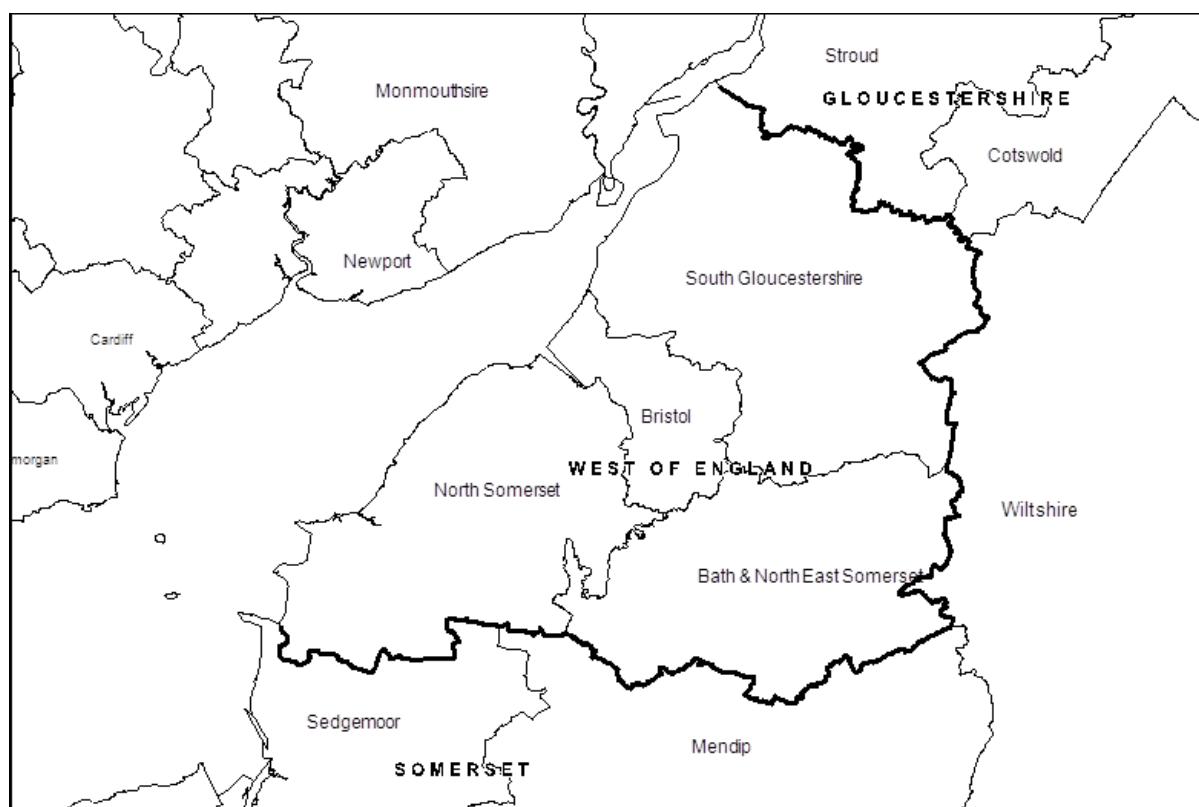 Stroud
Monmouthsire
GLOUCESTERSHIRE
Cotswold
Newport
South Gloucestershire
Cardiff
Bristol
morgan
WEST OF ENGLAND
North Somerset
Wiltshire
Bath & North East Somerset
Sedgemoor
Mendip
SOMERSET